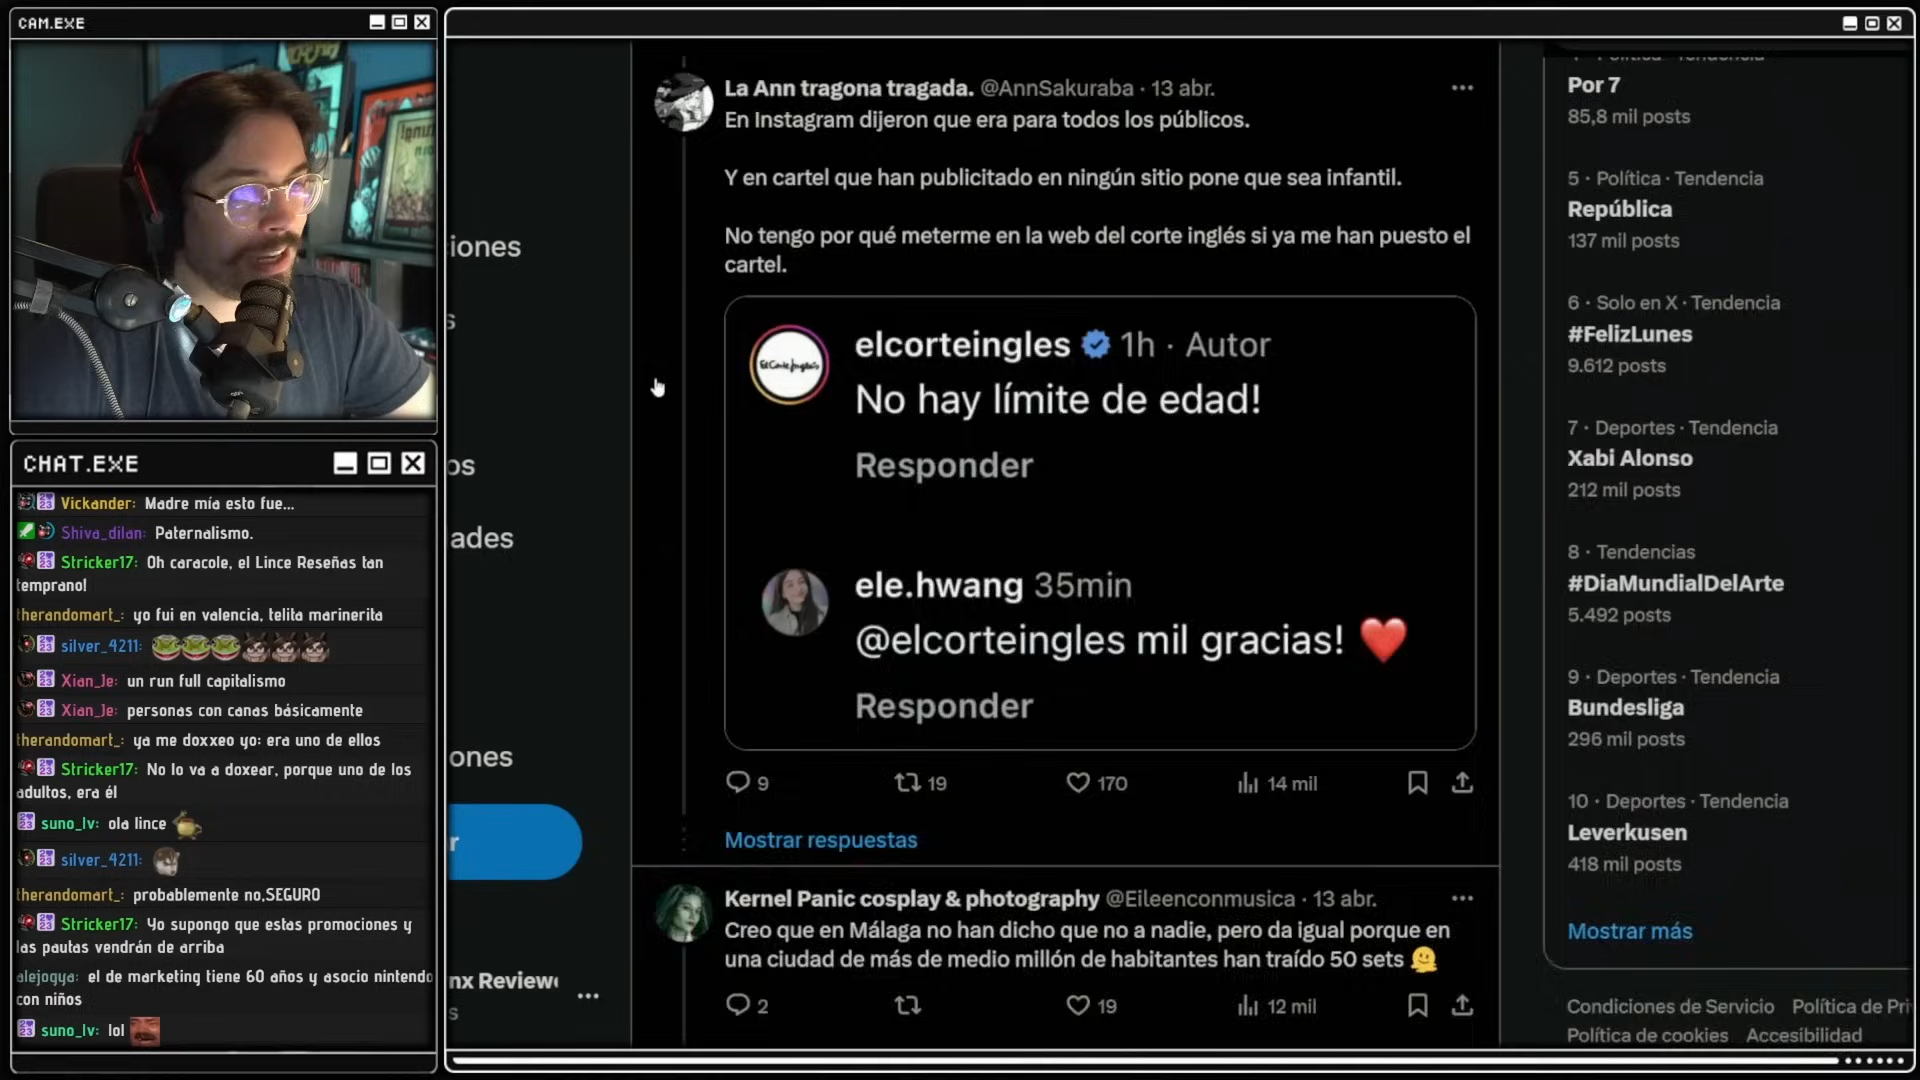 CAM.EXE
CHAT.EXE
Vickander: Madre mía esto fue...
Shiva_dilan: Paternalismo.
Stricker17: Oh caracole, el Lince Reseñas tan
temprano!
therandomart_: yo fui en valencia, telita marinerita
silver_4211:
Xian_Je: un run full capitalismo
Xian_Je: personas con canas básicamente
therandomart_: ya me doxxeo yo: era uno de ellos
Stricker17: No lo va a doxear, porque uno de los
adultos, era él
suno_lv: ola lince
silver_4211:
therandomart_: probablemente no,SEGURO
Stricker17: Yo supongo que estas promociones y
las pautas vendrán de arriba
alejogya: el de marketing tiene 60 años y asocio nintendo
con niños
suno_lv: lol
iones
s
os
ades
ones
r
nx Review
s
La Ann tragona tragada. @AnnSakuraba · 13 abr.
En Instagram dijeron que era para todos los públicos.
Y en cartel que han publicitado en ningún sitio pone que sea infantil.
No tengo por qué meterme en la web del corte inglés si ya me han puesto el
cartel.
El Corte Inglés
elcorteingles 1h · Autor
No hay límite de edad!
Responder
ele.hwang 35min
@elcorteingles mil gracias! ❤️
Responder
9 19 170 14 mil
Mostrar respuestas
Kernel Panic cosplay & photography @Eileenconmusica · 13 abr.
Creo que en Málaga no han dicho que no a nadie, pero da igual porque en
una ciudad de más de medio millón de habitantes han traído 50 sets 🫠
2 19 12 mil
Política · Tendencia
Por 7
85,8 mil posts
5 · Política · Tendencia
República
137 mil posts
6 · Solo en X · Tendencia
#FelizLunes
9.612 posts
7 · Deportes · Tendencia
Xabi Alonso
212 mil posts
8 · Tendencias
#DiaMundialDelArte
5.492 posts
9 · Deportes · Tendencia
Bundesliga
296 mil posts
10 · Deportes · Tendencia
Leverkusen
418 mil posts
Mostrar más
Condiciones de Servicio Política de Pri
Política de cookies Accesibilidad